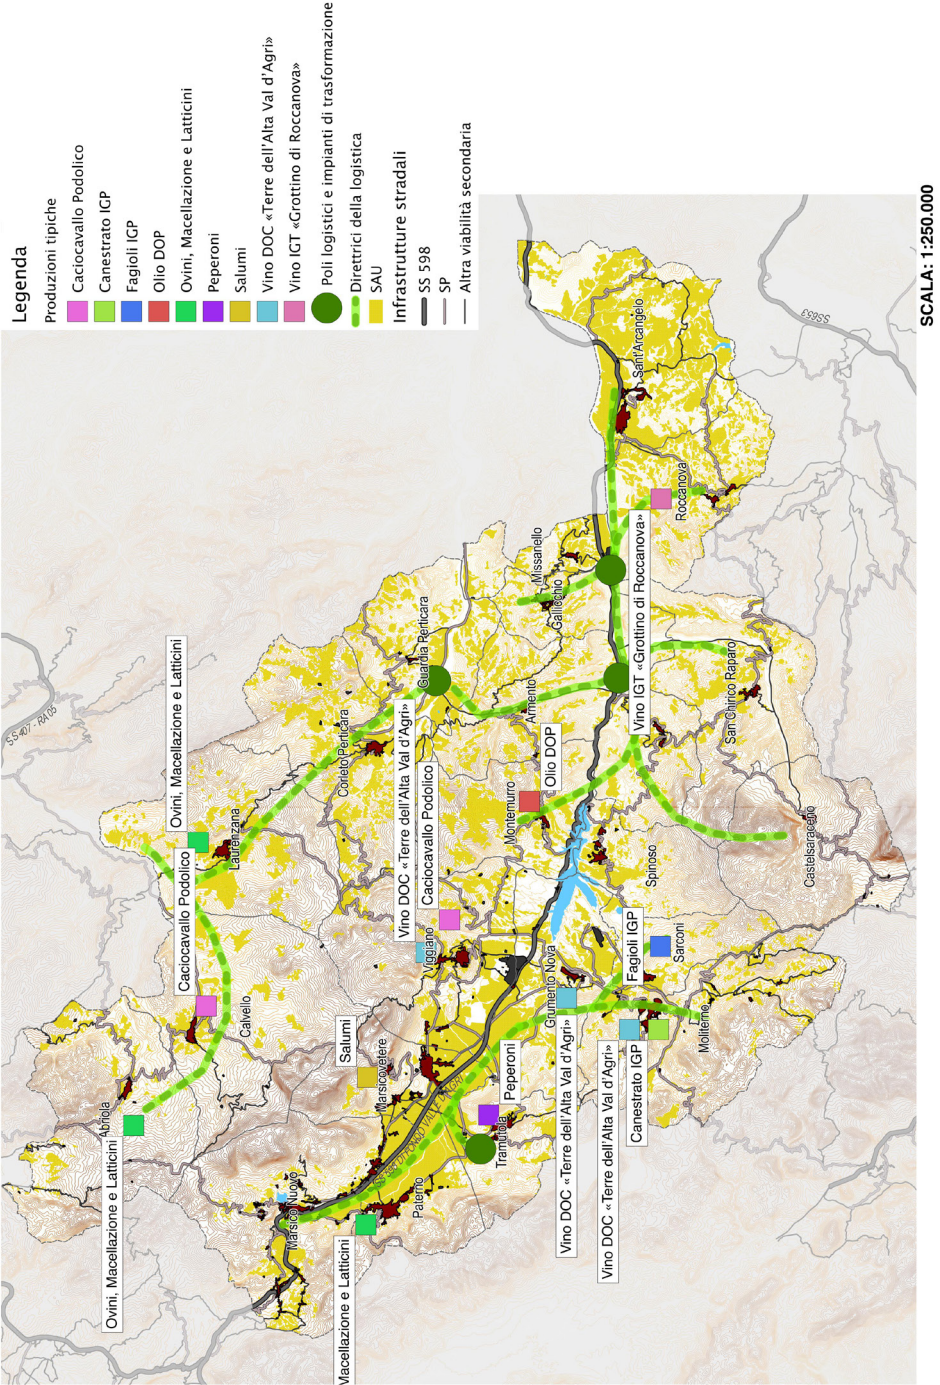 Legenda
Produzioni tipiche
Caciocavallo Podolico
Canestrato IGP
Fagioli IGP
Olio DOP
Ovini, Macellazione e Latticini
Peperoni
Salumi
Vino DOC «Terre dell'Alta Val d'Agri»
Vino IGT «Grottino di Roccanova»
Poli logistici e impianti di trasformazione
Direttrici della logistica
SAU
Infrastrutture stradali
SS 598
SP
Altra viabilità secondaria
SCALA: 1:250.000
SS 407 - RA05
SS653
Ovini, Macellazione e Latticini
Abriola
Caciocavallo Podolico
Calvello
Ovini, Macellazione e Latticini
Laurenzana
Corleto Perticara
Guardia Perticara
Macellazione e Latticini
Marsico Nuovo
Paterno
Salumi
Marsicovetere
Vino DOC «Terre dell'Alta Val d'Agri»
Caciocavallo Podolico
Viggiano
Tramutola
Peperoni
Grumento Nova
Vino DOC «Terre dell'Alta Val d'Agri»
Vino DOC «Terre dell'Alta Val d'Agri»
Canestrato IGP
Fagioli IGP
Sarconi
Moliterno
Montemurro
Olio DOP
Armento
Spinoso
Castelsaraceno
San Chirico Raparo
Gallicchio
Missanello
Vino IGT «Grottino di Roccanova»
Roccanova
Sant'Arcangelo